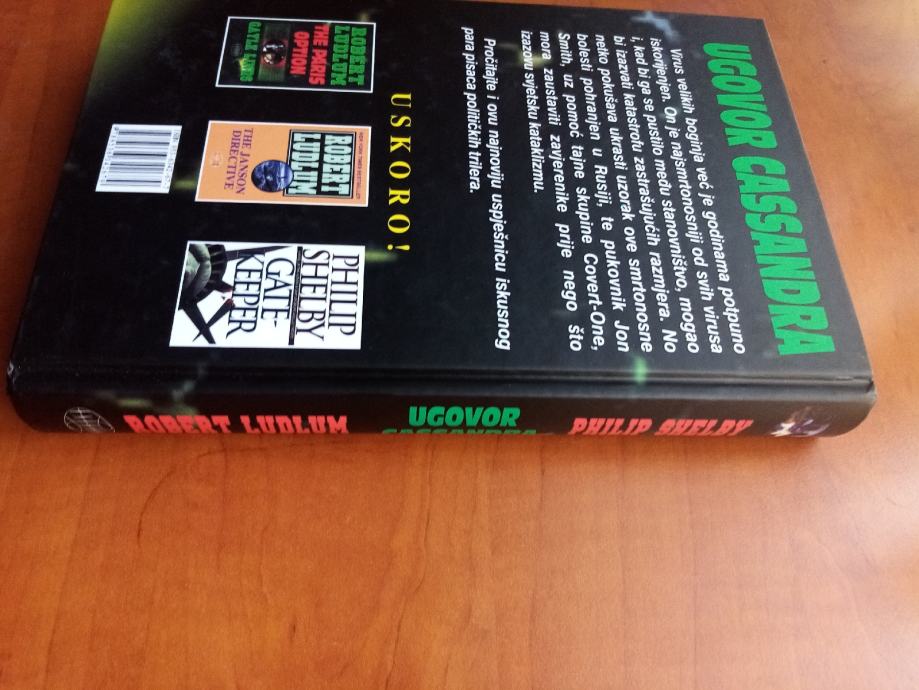 UGOVOR CASSANDRA
Virus velikih boginja već je godinama potpuno
iskorijenjen. On je najsmrtonosniji od svih virusa
i, kad bi ga se pustilo među stanovništvo, mogao
bi izazvati katastrofu zastrašujućih razmjera. No
netko pokušava ukrasti uzorak ove smrtonosne
bolesti pohranjen u Rusiji, te pukovnik Jon
Smith, uz pomoć tajne skupine Covert-One,
mora zaustaviti zavjerenike prije nego što
izazovu svjetsku kataklizmu.
Pročitajte i ovu najnoviju uspješnicu iskusnog
para pisaca političkih trilera.
USKORO!
ROBERT
LUDLUM
THE PARIS
OPTION
ROBERT
LUDLUM
THE JANSON
DIRECTIVE
PHILIP
SHELBY
GATE-
KEEPER
ROBERT LUDLUM
UGOVOR
CASSANDRA
PHILIP SHELBY